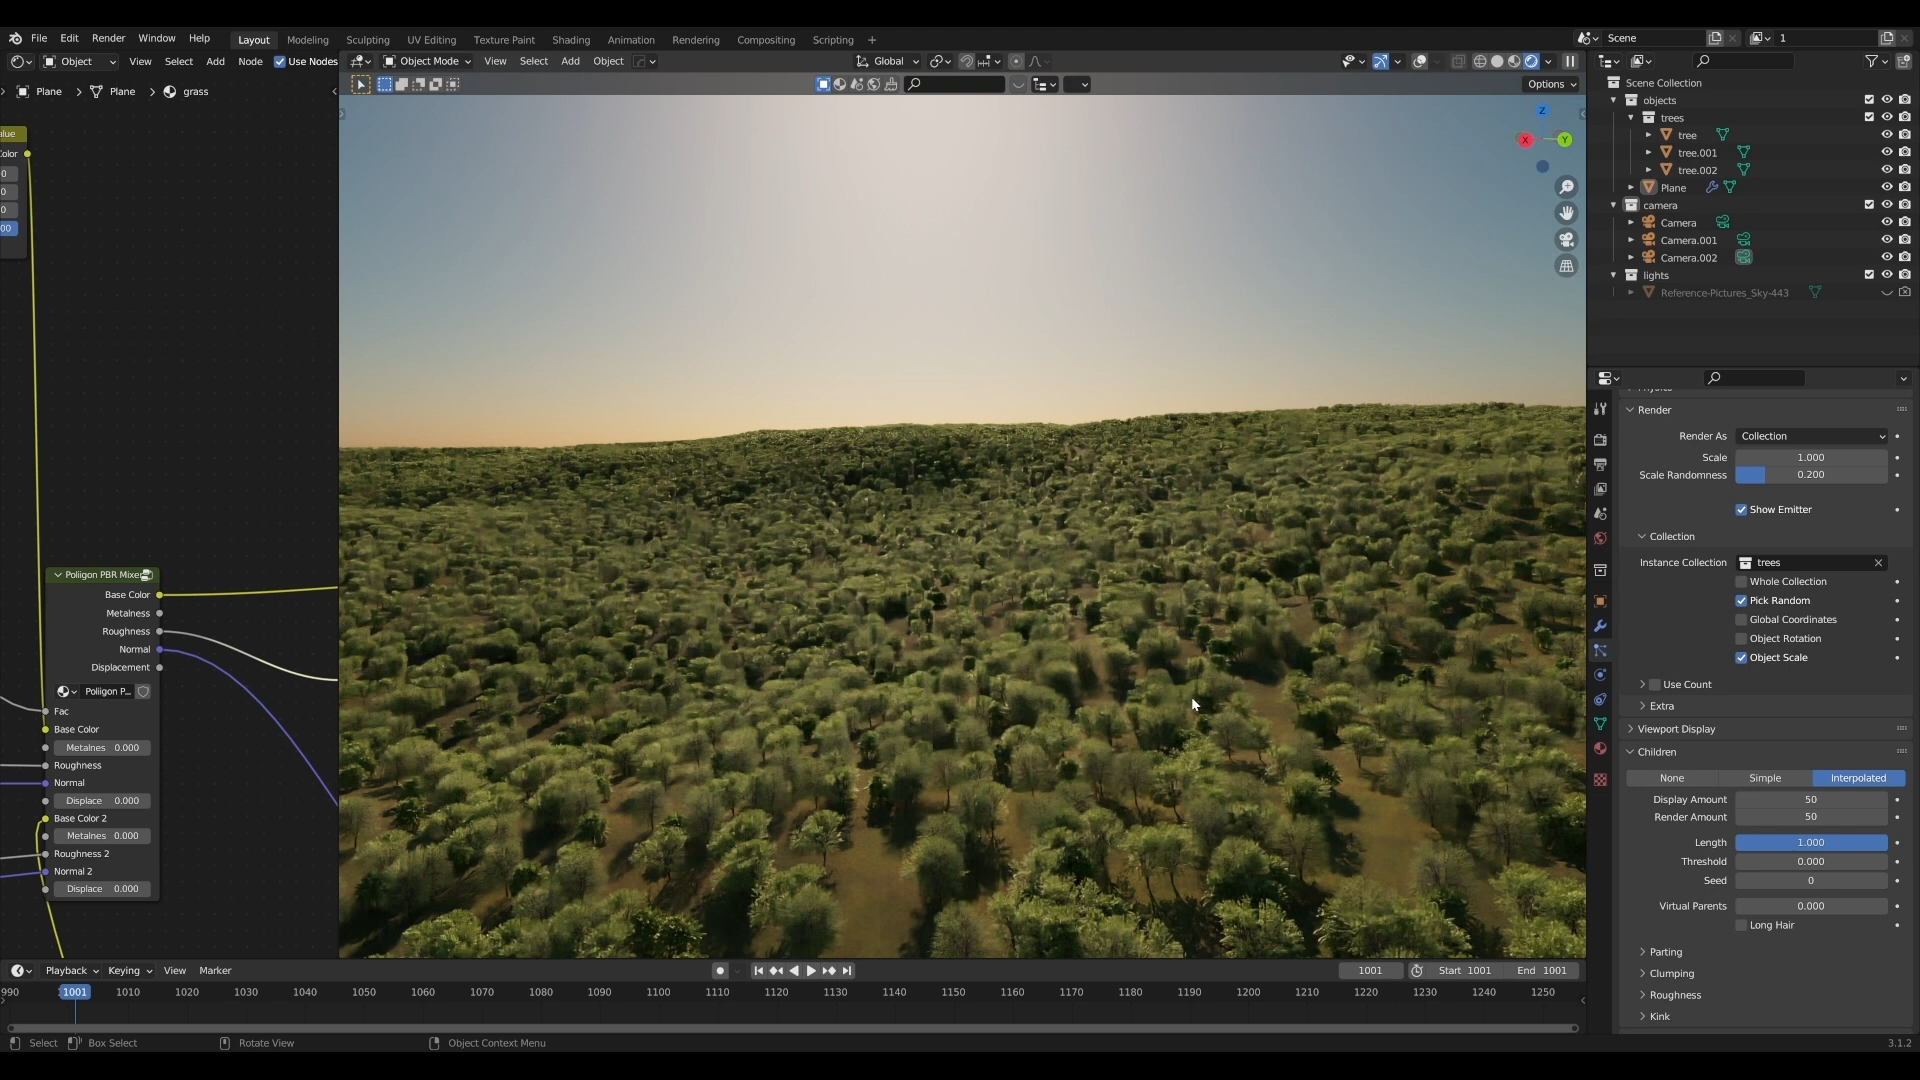 File Edit Render Window Help Layout Modeling Sculpting UV Editing Texture Paint Shading Animation Rendering Compositing Scripting + Scene 1
Object View Select Add Node Use Nodes Object Mode View Select Add Object Global
Options
Plane Plane grass
Scene Collection
objects
trees
tree
tree.001
tree.002
Plane
camera
Camera
Camera.001
Camera.002
lights
Reference-Pictures_Sky-443
Z
X
Y
Color
0
0
0
00
Poliigon PBR Mixe
Base Color
Metalness
Roughness
Normal
Displacement
Poliigon P...
Fac
Base Color
Metalnes 0.000
Roughness
Normal
Displace 0.000
Base Color 2
Metalnes 0.000
Roughness 2
Normal 2
Displace 0.000
Render
Render As Collection
Scale 1.000
Scale Randomness 0.200
Show Emitter
Collection
Instance Collection trees
Whole Collection
Pick Random
Global Coordinates
Object Rotation
Object Scale
Use Count
Extra
Viewport Display
Children
None Simple Interpolated
Display Amount 50
Render Amount 50
Length 1.000
Threshold 0.000
Seed 0
Virtual Parents 0.000
Long Hair
Parting
Clumping
Roughness
Kink
Playback Keying View Marker 1001 Start 1001 End 1001
990 1001 1010 1020 1030 1040 1050 1060 1070 1080 1090 1100 1110 1120 1130 1140 1150 1160 1170 1180 1190 1200 1210 1220 1230 1240 1250
Select Box Select Rotate View Object Context Menu 3.1.2